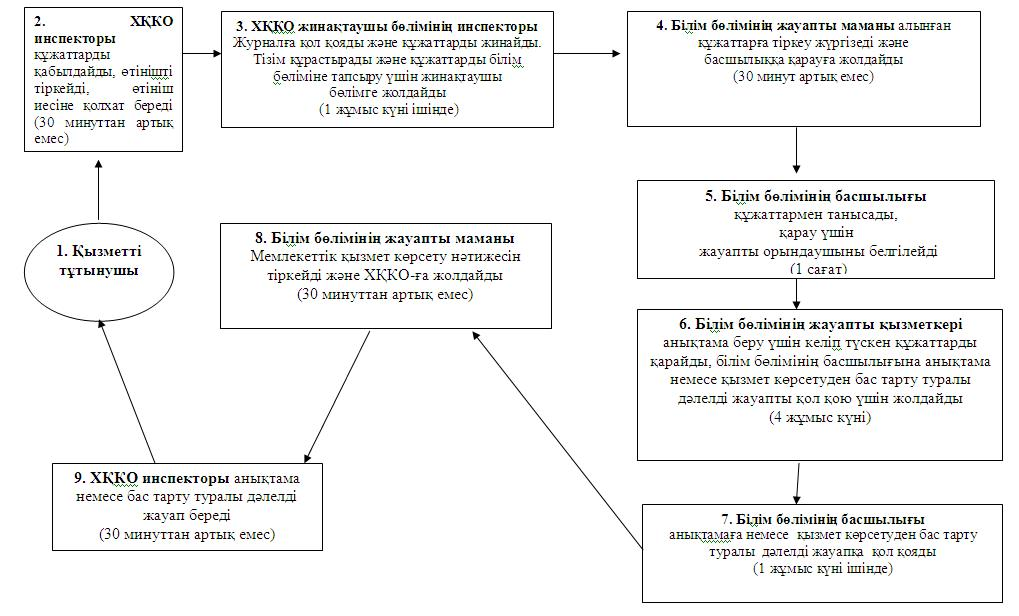 2. ХҚКО
инспекторы
құжаттарды
қабылдайды, өтінішті
тіркейді, өтініш
иесіне қолхат береді
(30 минуттан артық
емес)
3. ХҚКО жинақтаушы бөлімінің инспекторы
Журналға қол қояды және құжаттарды жинайды.
Тізім құрастырады және құжаттарды білім
бөліміне тапсыру үшін жинақтаушы
бөлімге жолдайды
(1 жұмыс күні ішінде)
4. Білім бөлімінің жауапты маманы алынған
құжаттарға тіркеу жүргізеді және
басшылыққа қарауға жолдайды
(30 минут артық емес)
5. Білім бөлімінің басшылығы
құжаттармен танысады,
қарау үшін
жауапты орындаушыны белгілейді
(1 сағат)
6. Білім бөлімінің жауапты қызметкері
анықтама беру үшін келіп түскен құжаттарды
қарайды, білім бөлімінің басшылығына анықтама
немесе қызмет көрсетуден бас тарту туралы
дәлелді жауапты қол қою үшін жолдайды
(4 жұмыс күні)
7. Білім бөлімінің басшылығы
анықтамаға немесе қызмет көрсетуден бас тарту
туралы дәлелді жауапқа қол қояды
(1 жұмыс күні ішінде)
8. Білім бөлімінің жауапты маманы
Мемлекеттік қызмет көрсету нәтижесін
тіркейді және ХҚКО-ға жолдайды
(30 минуттан артық емес)
9. ХҚКО инспекторы анықтама
немесе бас тарту туралы дәлелді
жауап береді
(30 минуттан артық емес)
1. Қызметті
тұтынушы